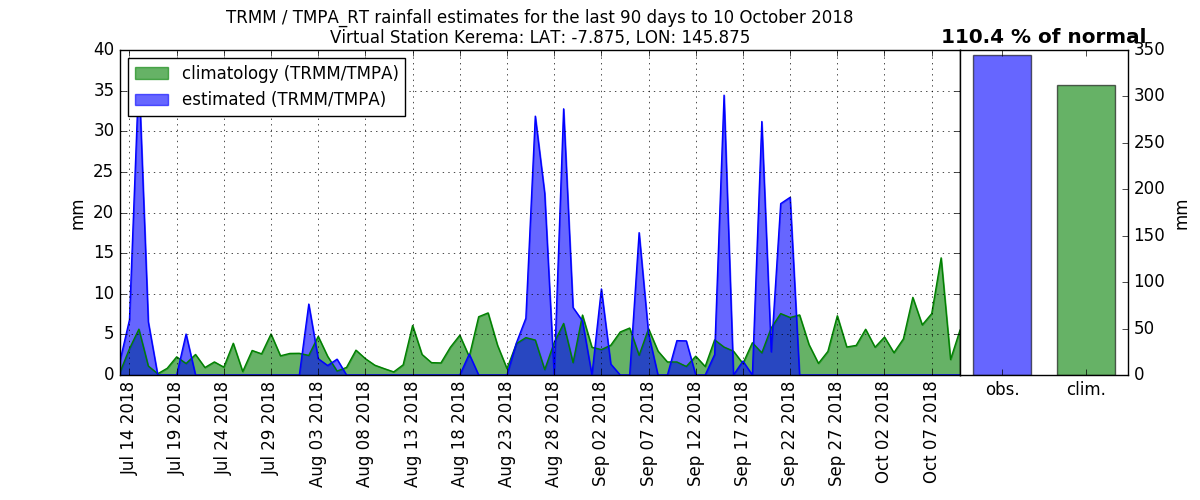 TRMM / TMPA_RT rainfall estimates for the last 90 days to 10 October 2018
Virtual Station Kerema: LAT: -7.875, LON: 145.875
110.4 % of normal
climatology (TRMM/TMPA)
estimated (TRMM/TMPA)
40
35
30
25
20
15
10
5
0
mm
Jul 14 2018
Jul 19 2018
Jul 24 2018
Jul 29 2018
Aug 03 2018
Aug 08 2018
Aug 13 2018
Aug 18 2018
Aug 23 2018
Aug 28 2018
Sep 02 2018
Sep 07 2018
Sep 12 2018
Sep 17 2018
Sep 22 2018
Sep 27 2018
Oct 02 2018
Oct 07 2018
obs.
clim.
350
300
250
200
150
100
50
0
mm